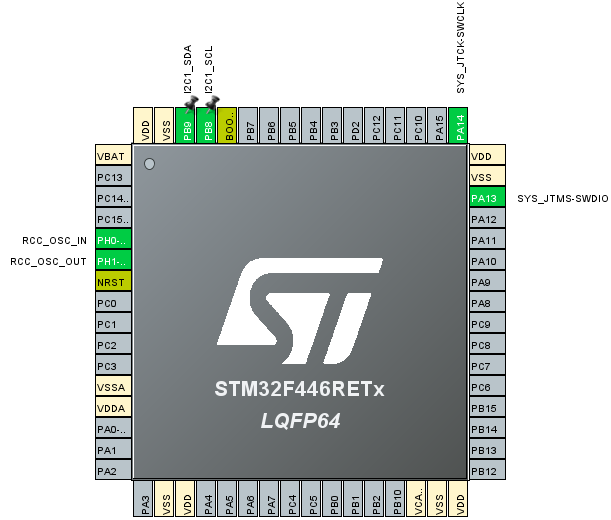 I2C1_SDA
I2C1_SCL
SYS_JTCK-SWCLK
VDD
VSS
PB9
PB8
BOO..
PB7
PB6
PB5
PB4
PB3
PD2
PC12
PC11
PC10
PA15
PA14
VBAT
PC13
PC14..
PC15..
RCC_OSC_IN PH0-..
RCC_OSC_OUT PH1-..
NRST
PC0
PC1
PC2
PC3
VSSA
VDDA
PA0-..
PA1
PA2
VDD
VSS
PA13 SYS_JTMS-SWDIO
PA12
PA11
PA10
PA9
PA8
PC9
PC8
PC7
PC6
PB15
PB14
PB13
PB12
ST
STM32F446RETx
LQFP64
PA3
VSS
VDD
PA4
PA5
PA6
PA7
PC4
PC5
PB0
PB1
PB2
PB10
VCA..
VSS
VDD